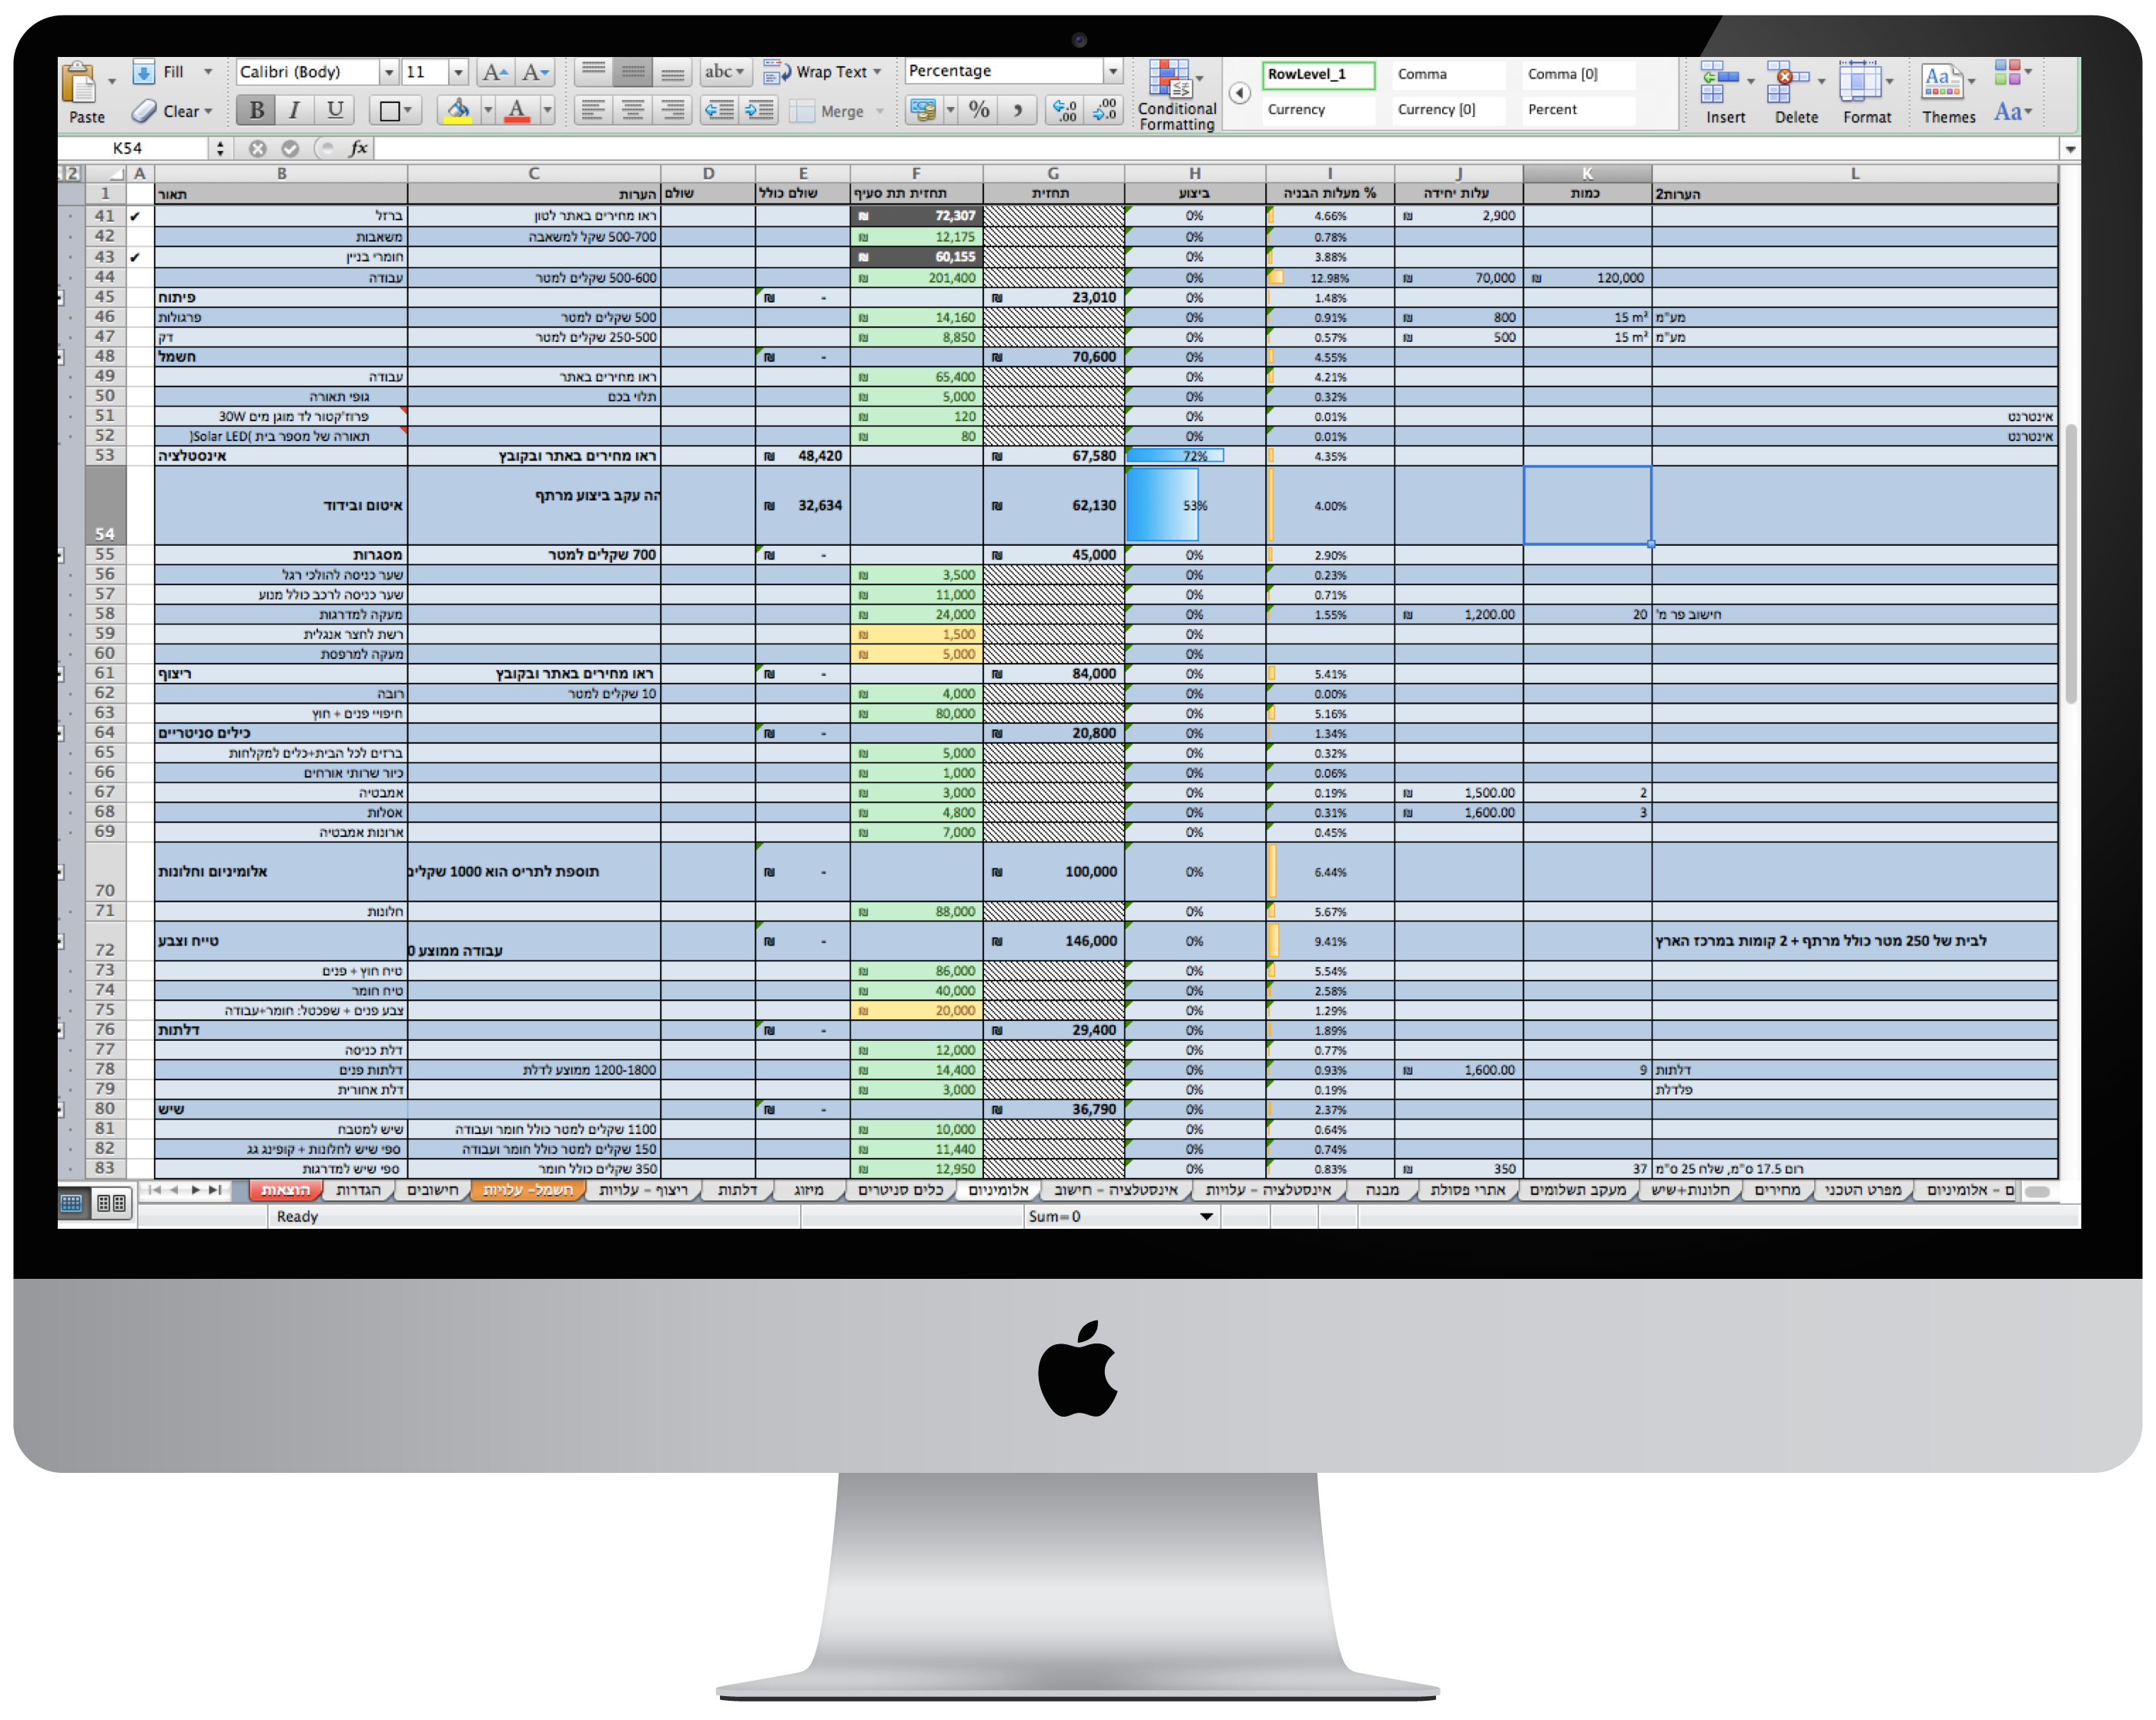 Fill Calibri (Body) 11 A A abc Wrap Text Percentage RowLevel_1 Comma Comma [0]
Paste Clear B I U A Merge % Conditional Formatting Currency Currency [0] Percent Insert Delete Format Themes
K54 fx
A B C D E F G H I J K L
1 תאור הערות שולם שולם כולל תחזית תת סעיף תחזית ביצוע % מעלות הבניה עלות יחידה כמות הערות2
41 ✔ ברזל ראו מחירים באתר לטון ₪ 72,307 0% 4.66% ₪ 2,900
42 משאבות 500-700 שקל למשאבה ₪ 12,175 0% 0.78%
43 ✔ חומרי בניין ₪ 60,155 0% 3.88%
44 עבודה 500-600 שקלים למטר ₪ 201,400 0% 12.98% ₪ 70,000 ₪ 120,000
45 פיתוח ₪ - ₪ 23,010 0% 1.48%
46 פרגולות 500 שקלים למטר ₪ 14,160 0% 0.91% ₪ 800 15 m² מע"מ
47 דק 250-500 שקלים למטר ₪ 8,850 0% 0.57% ₪ 500 15 m² מע"מ
48 חשמל ₪ - ₪ 70,600 0% 4.55%
49 עבודה ראו מחירים באתר ₪ 65,400 0% 4.21%
50 גופי תאורה תלוי בכם ₪ 5,000 0% 0.32%
51 פרוז'קטור לד מוגן מים 30W ₪ 120 0% 0.01% אינטרנט
52 תאורה של מספר בית )Solar LED( ₪ 80 0% 0.01% אינטרנט
53 אינסטלציה ראו מחירים באתר ובקובץ ₪ 48,420 ₪ 67,580 72% 4.35%
54 איטום ובידוד הה עקב ביצוע מרתף ₪ 32,634 ₪ 62,130 53% 4.00%
55 מסגרות 700 שקלים למטר ₪ - ₪ 45,000 0% 2.90%
56 שער כניסה להולכי רגל ₪ 3,500 0% 0.23%
57 שער כניסה לרכב כולל מנוע ₪ 11,000 0% 0.71%
58 מעקה למדרגות ₪ 24,000 0% 1.55% ₪ 1,200.00 20 חישוב פר מ'
59 רשת לחצר אנגלית ₪ 1,500 0%
60 מעקה למרפסת ₪ 5,000 0%
61 ריצוף ראו מחירים באתר ובקובץ ₪ - ₪ 84,000 0% 5.41%
62 רובה 10 שקלים למטר ₪ 4,000 0% 0.00%
63 חיפויי פנים + חוץ ₪ 80,000 0% 5.16%
64 כילים סניטריים ₪ - ₪ 20,800 0% 1.34%
65 ברזים לכל הבית+כלים למקלחות ₪ 5,000 0% 0.32%
66 כיור שרותי אורחים ₪ 1,000 0% 0.06%
67 אמבטיה ₪ 3,000 0% 0.19% ₪ 1,500.00 2
68 אסלות ₪ 4,800 0% 0.31% ₪ 1,600.00 3
69 ארונות אמבטיה ₪ 7,000 0% 0.45%
70 אלומיניום וחלונות תוספת לתריס הוא 1000 שקלים ₪ - ₪ 100,000 0% 6.44%
71 חלונות ₪ 88,000 0% 5.67%
72 טייח וצבע עבודה ממוצע 0 ₪ - ₪ 146,000 0% 9.41% לבית של 250 מטר כולל מרתף + 2 קומות במרכז הארץ
73 טיח חוץ + פנים ₪ 86,000 0% 5.54%
74 טיח חומר ₪ 40,000 0% 2.58%
75 צבע פנים + שפכטל: חומר+עבודה ₪ 20,000 0% 1.29%
76 דלתות ₪ - ₪ 29,400 0% 1.89%
77 דלת כניסה ₪ 12,000 0% 0.77%
78 דלתות פנים 1200-1800 ממוצע לדלת ₪ 14,400 0% 0.93% ₪ 1,600.00 9 דלתות
79 דלת אחורית ₪ 3,000 0% 0.19% פלדלת
80 שיש ₪ - ₪ 36,790 0% 2.37%
81 שיש למטבח 1100 שקלים למטר כולל חומר ועבודה ₪ 10,000 0% 0.64%
82 ספי שיש לחלונות + קופינג גג 150 שקלים למטר כולל חומר ועבודה ₪ 11,440 0% 0.74%
83 ספי שיש למדרגות 350 שקלים כולל חומר ₪ 12,950 0% 0.83% ₪ 350 37 רום 17.5 ס"מ, שלח 25 ס"מ
הוצאות הגדרות חישובים חשמל- עלויות ריצוף - עלויות דלתות מיזוג כלים סניטרים אלומיניום אינסטלציה - חישוב אינסטלציה - עלויות מבנה אתרי פסולת מעקב תשלומים חלונות+שיש מחירים מפרט הטכני ם - אלומיניום
Ready Sum=0